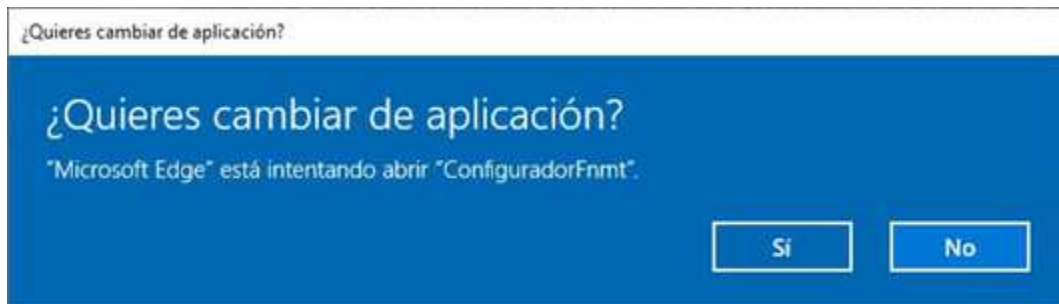 ¿Quieres cambiar de aplicación?
¿Quieres cambiar de aplicación?
"Microsoft Edge" está intentando abrir "ConfiguradorFnmt".
Sí No